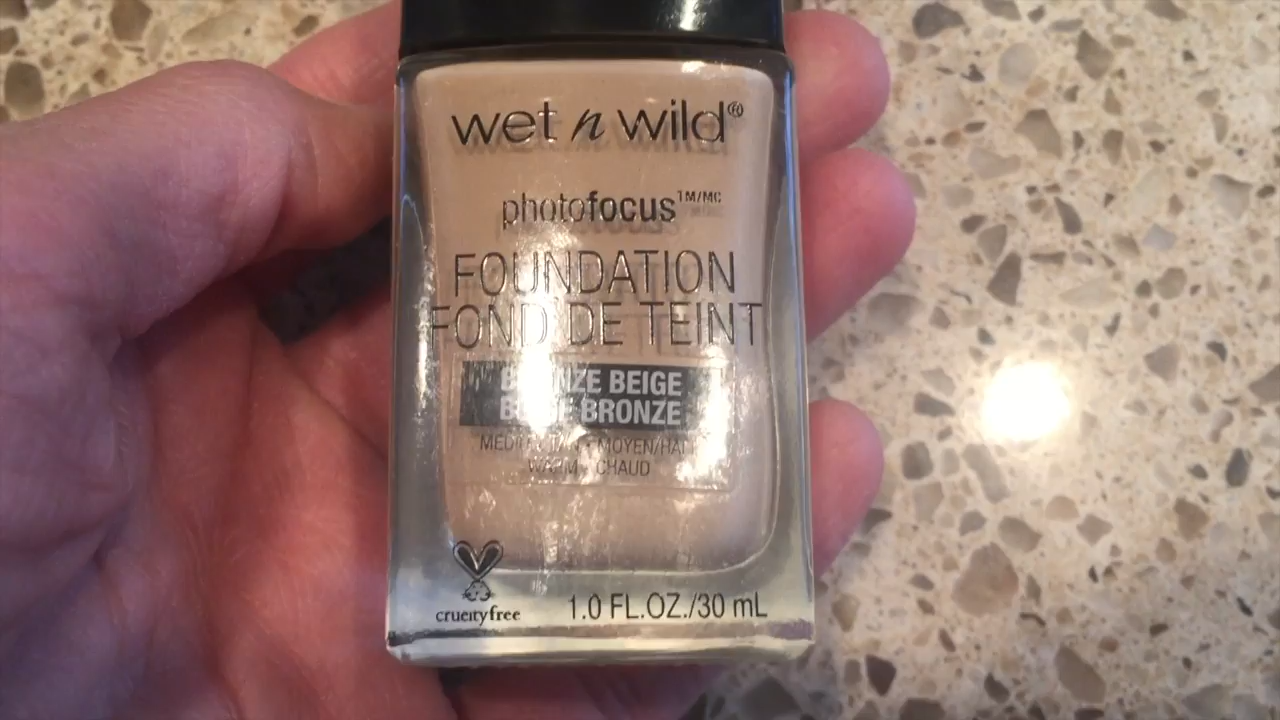 wet n wild®
photofocus™/MC
FOUNDATION
FOND DE TEINT
BRONZE BEIGE
BEIGE BRONZE
WARM CHAUD
crueltyfree
1.0 FL.OZ./30 mL